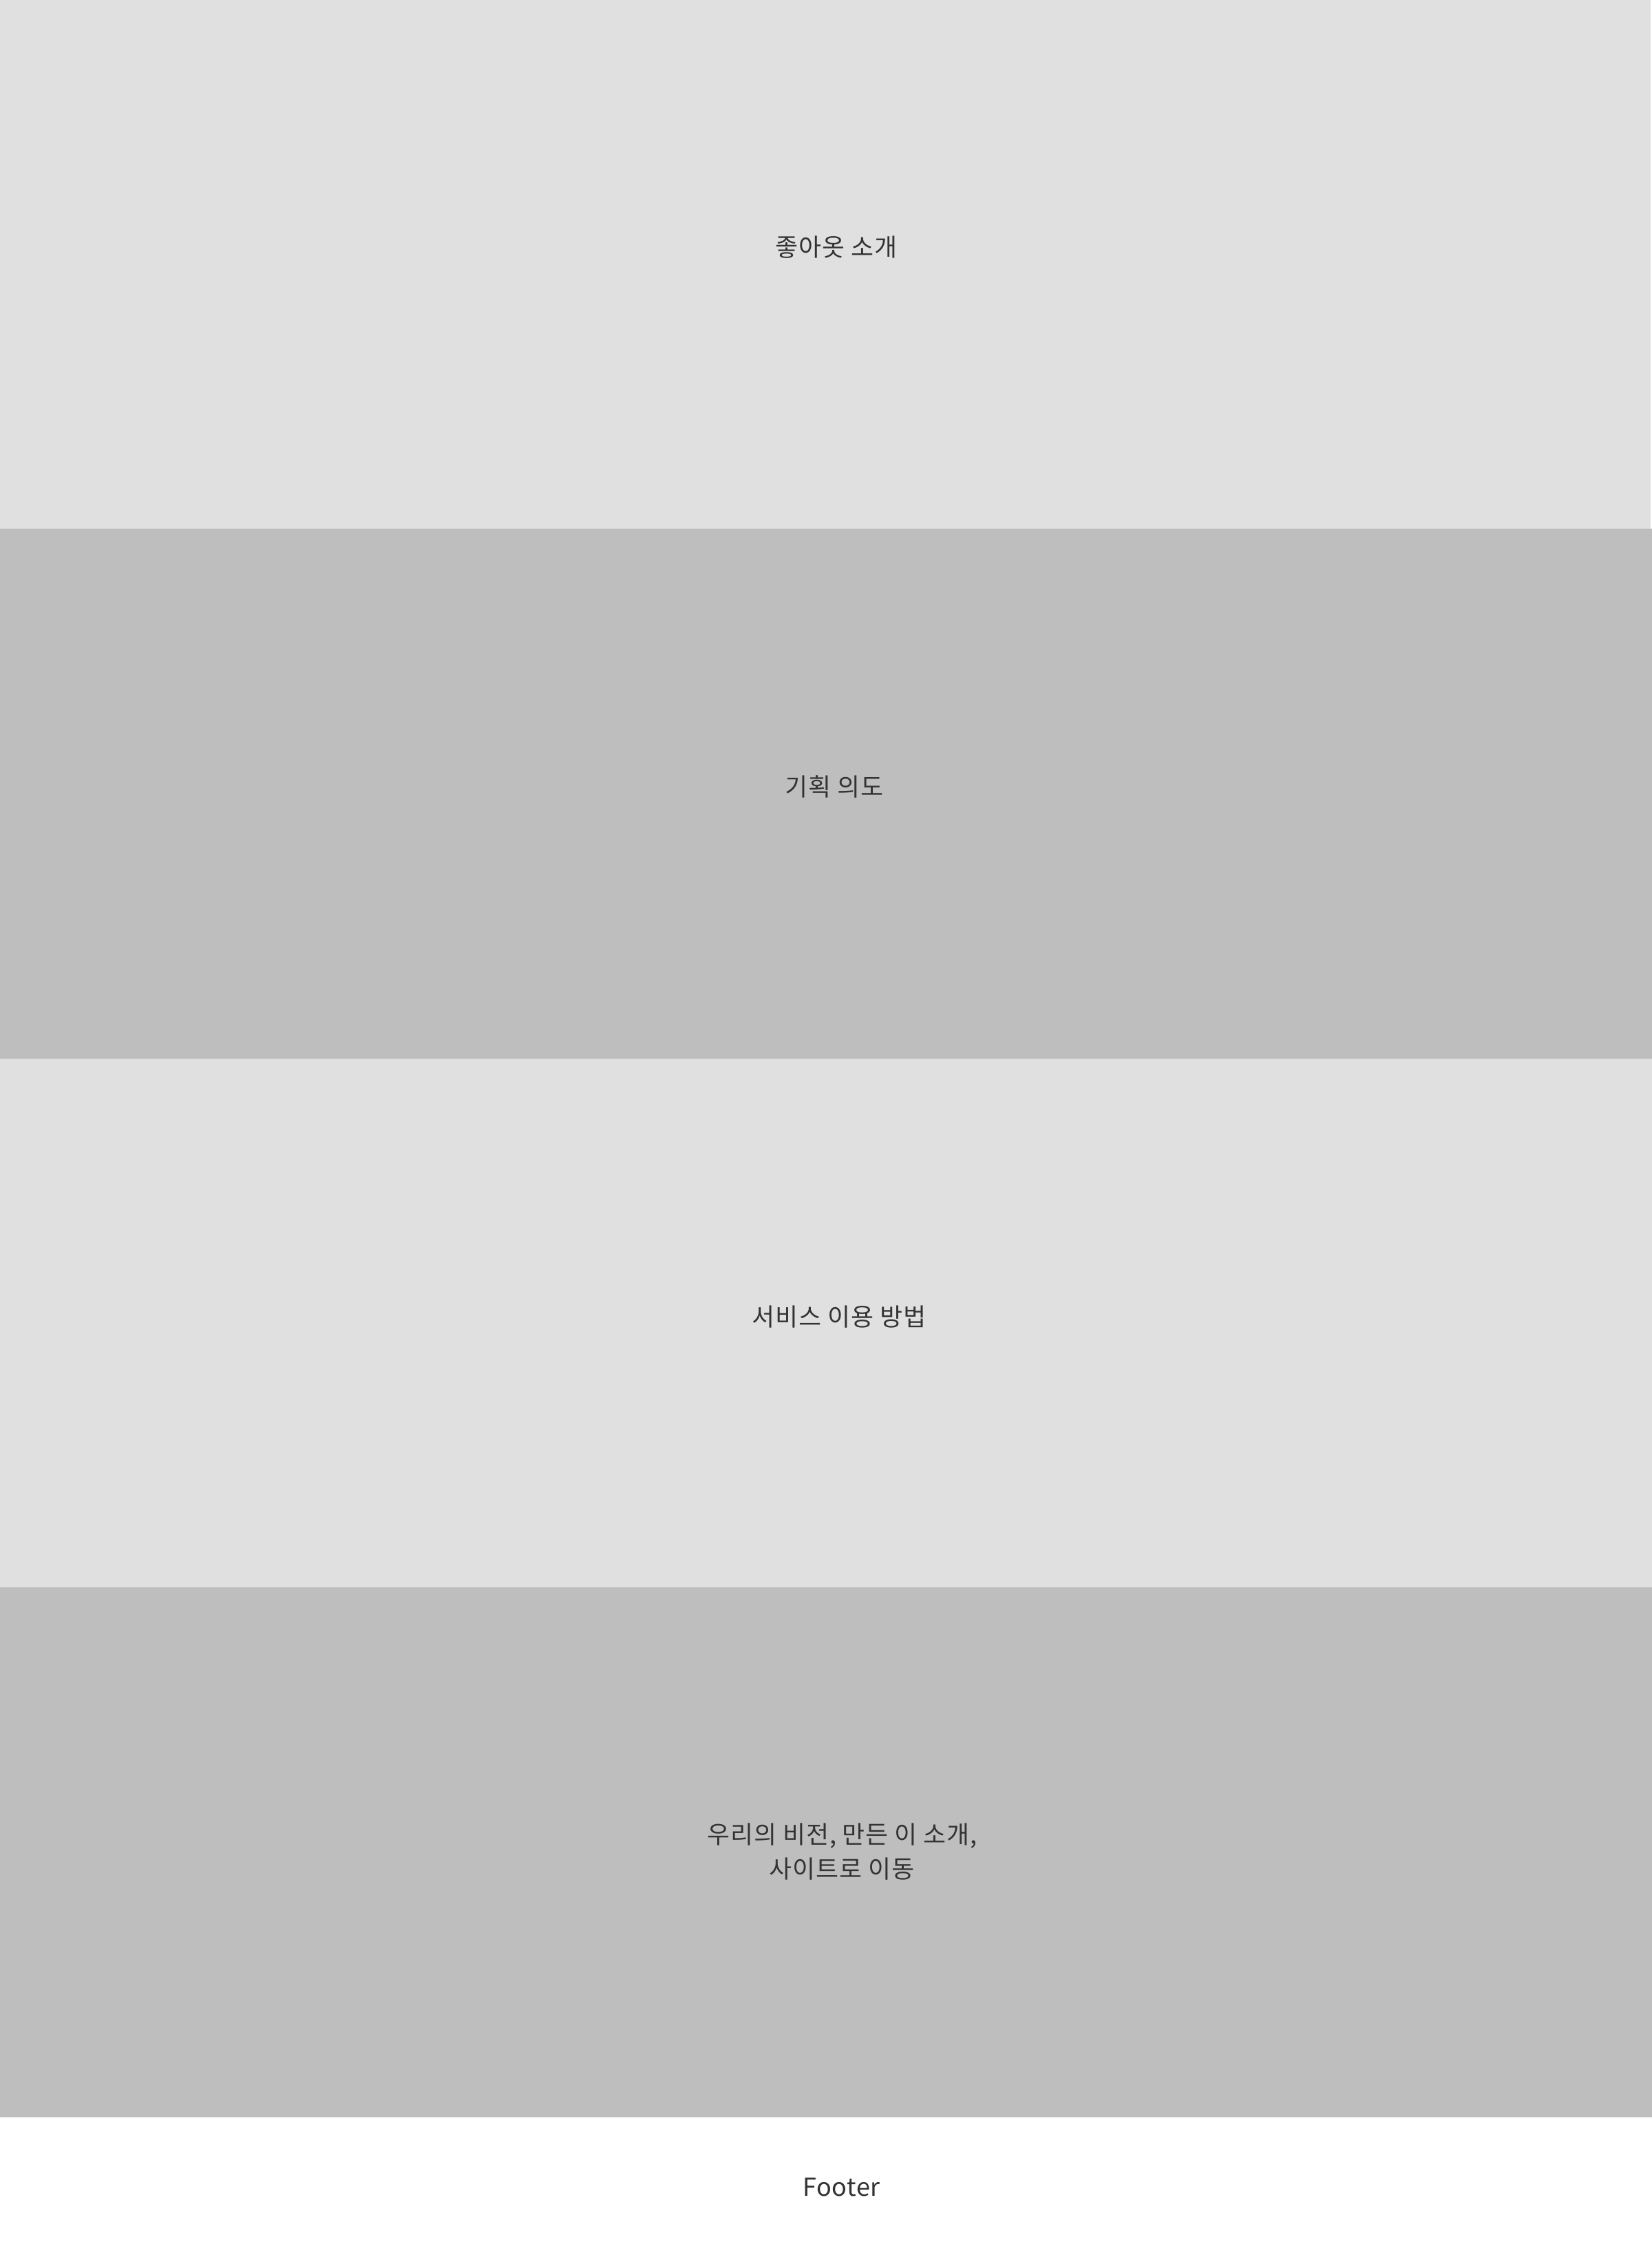 좋아옷 소개
기획 의도
서비스 이용 방법
우리의 비전, 만든 이 소개,
사이트로 이동
Footer